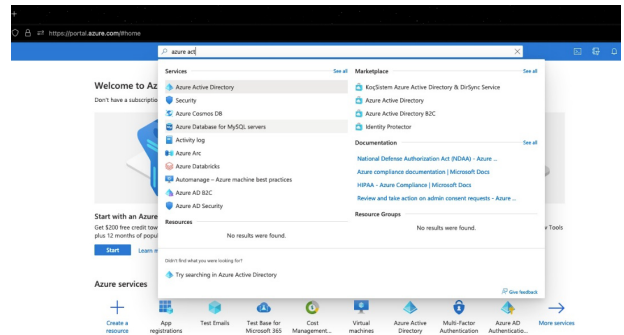 https://portal.azure.com/#home
azure act
Welcome to Az
Don't have a subscriptio
Services
See all
Azure Active Directory
Security
Azure Cosmos DB
Azure Database for MySQL servers
Activity log
Azure Arc
Azure Databricks
Automanage – Azure machine best practices
Azure AD B2C
Azure AD Security
Resources
No results were found.
Marketplace
See all
KoçSistem Azure Active Directory & DirSync Service
Azure Active Directory
Azure Active Directory B2C
Identity Protector
Documentation
See all
National Defense Authorization Act (NDAA) - Azure ...
Azure compliance documentation | Microsoft Docs
HIPAA - Azure Compliance | Microsoft Docs
Review and take action on admin consent requests - Azure ...
Resource Groups
No results were found.
Didn't find what you were looking for?
Try searching in Azure Active Directory
Give feedback
Start with an Azure
Get $200 free credit tow
plus 12 months of popul
Start
Learn m
y Tools
Azure services
Create a
resource
App
registrations
Test Emails
Test Base for
Microsoft 365
Cost
Management...
Virtual
machines
Azure Active
Directory
Multi-Factor
Authentication
Azure AD
Authenticatio...
More services